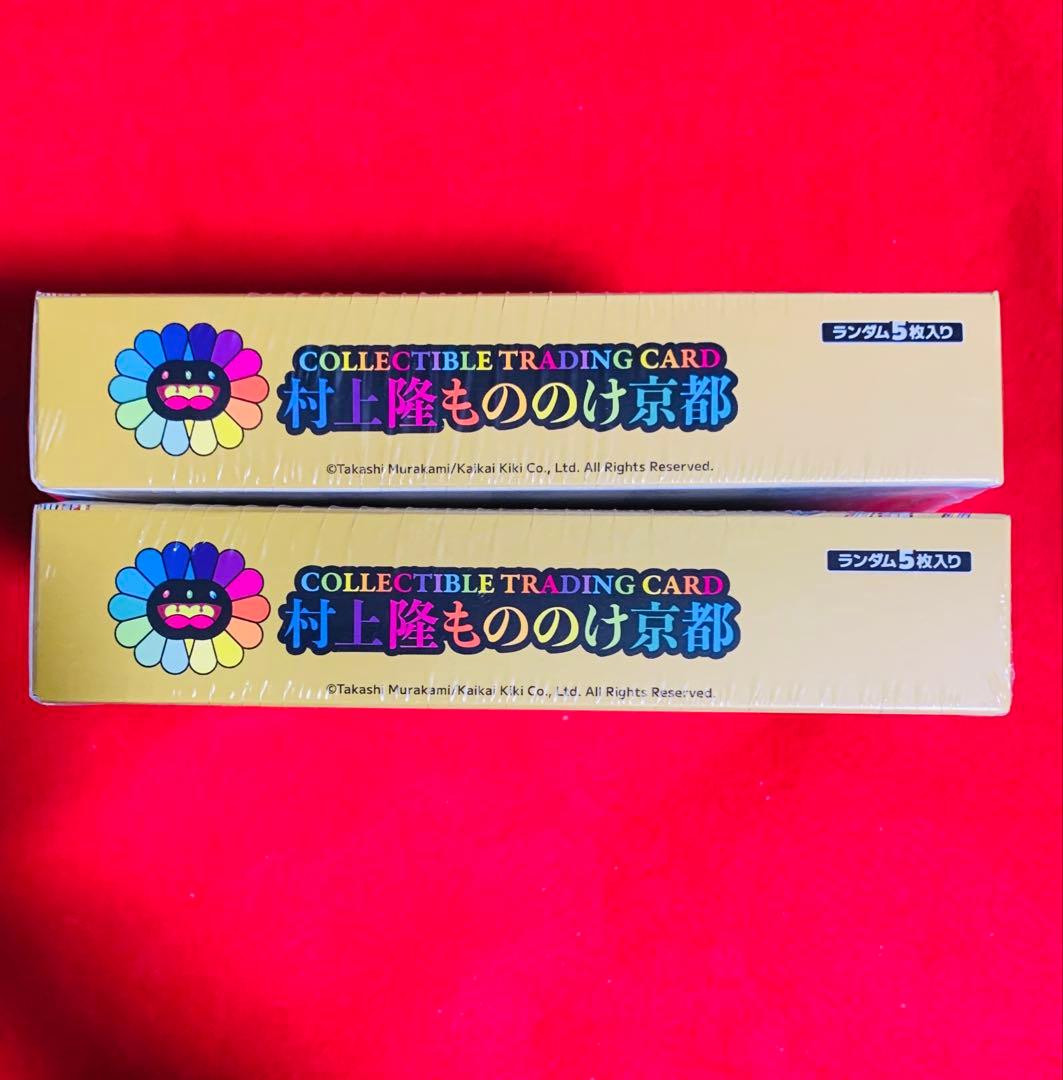 COLLECTIBLE TRADING CARD
村上隆もののけ京都
©Takashi Murakami/Kaikai Kiki Co., Ltd. All Rights Reserved.
ランダム5枚入り
COLLECTIBLE TRADING CARD
村上隆もののけ京都
©Takashi Murakami/Kaikai Kiki Co., Ltd. All Rights Reserved.
ランダム5枚入り